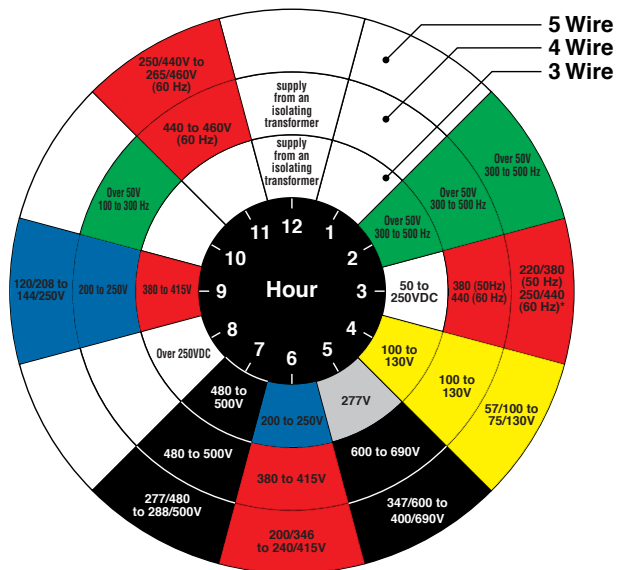 5 Wire
4 Wire
3 Wire
250/440V to
265/460V
(60 Hz)
440 to 460V
(60 Hz)
supply
from an
isolating
transformer
supply
from an
isolating
transformer
Over 50V
300 to 500 Hz
Over 50V
300 to 500 Hz
Over 50V
300 to 500 Hz
Over 50V
100 to 300 Hz
12
1
2
3
4
5
6
7
8
9
10
11
Hour
120/208 to
144/250V
200 to 250V
380 to 415V
50 to
250VDC
380 (50Hz)
440 (60 Hz)
220/380
(50 Hz)
250/440
(60 Hz)*
Over 250VDC
100 to
130V
100 to
130V
57/100 to
75/130V
480 to
500V
480 to 500V
277/480
to 288/500V
200 to 250V
380 to 415V
200/346
to 240/415V
277V
600 to 690V
347/600 to
400/690V